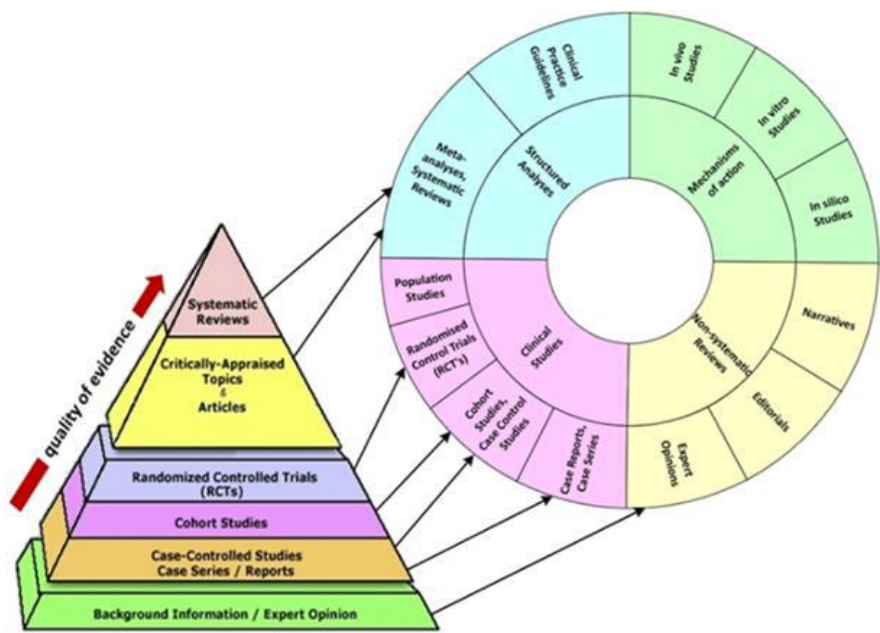 quality of evidence
Systematic
Reviews
Critically-Appraised
Topics
&
Articles
Randomized Controlled Trials
(RCTs)
Cohort Studies
Case-Controlled Studies
Case Series / Reports
Background Information / Expert Opinion
Clinical
Practice
Guidelines
Meta-
analyses,
Systematic
Reviews
Structured
Analyses
In vivo
Studies
In vitro
Studies
In silico
Studies
Mechanisms
of action
Population
Studies
Randomised
Control Trials
(RCT's)
Cohort
Studies,
Case Control
Studies
Case Reports,
Case Series
Clinical
Studies
Non-systematic
Reviews
Narratives
Editorials
Expert
Opinions